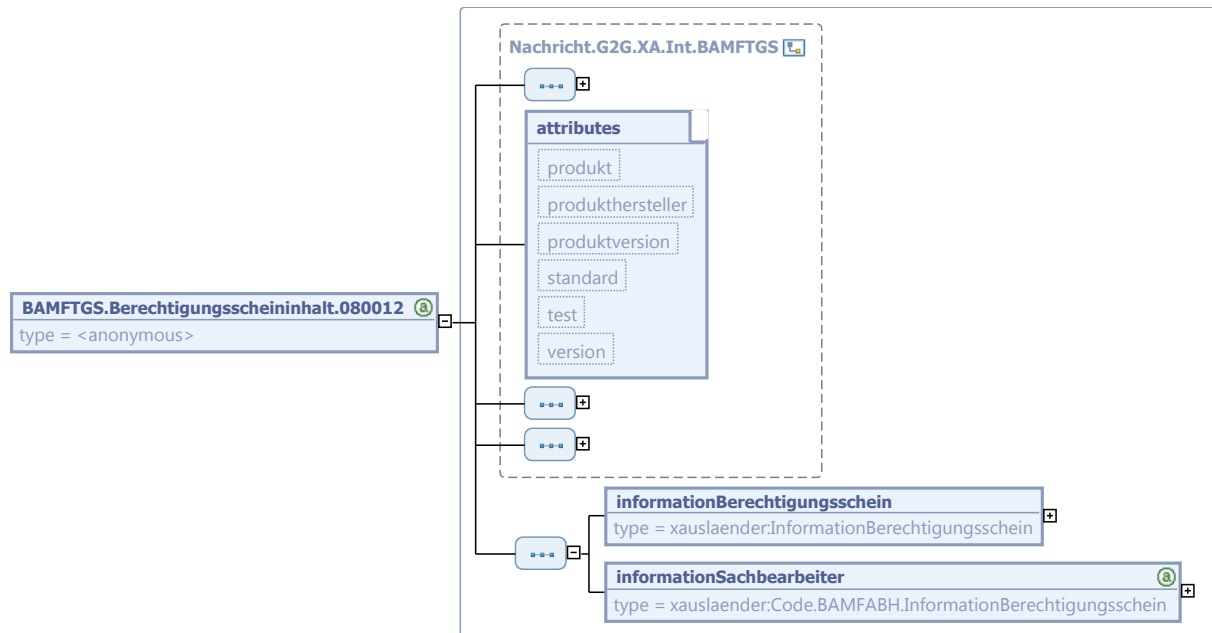 Nachricht.G2G.XA.Int.BAMFTGS
attributes
produkt
produkthersteller
produktversion
standard
test
version
BAMFTGS.Berechtigungsscheininhalt.080012 a
type = <anonymous>
informationBerechtigungsschein
type = xauslaender:InformationBerechtigungsschein
informationSachbearbeiter a
type = xauslaender:Code.BAMFABH.InformationBerechtigungsschein